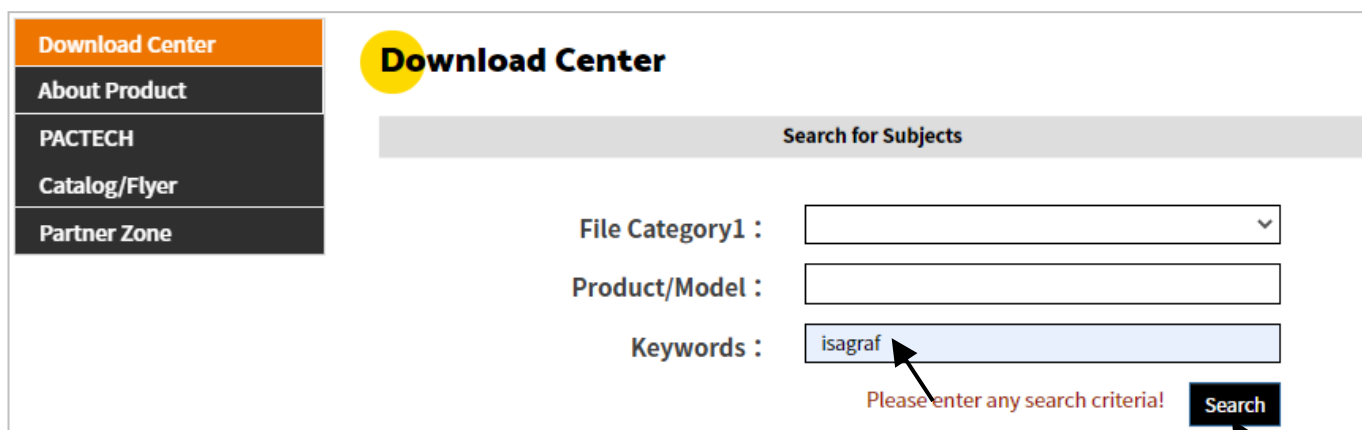 Download Center
About Product
PACTECH
Catalog/Flyer
Partner Zone
Download Center
Search for Subjects
File Category1：
Product/Model：
Keywords： isagraf
Please enter any search criteria! Search